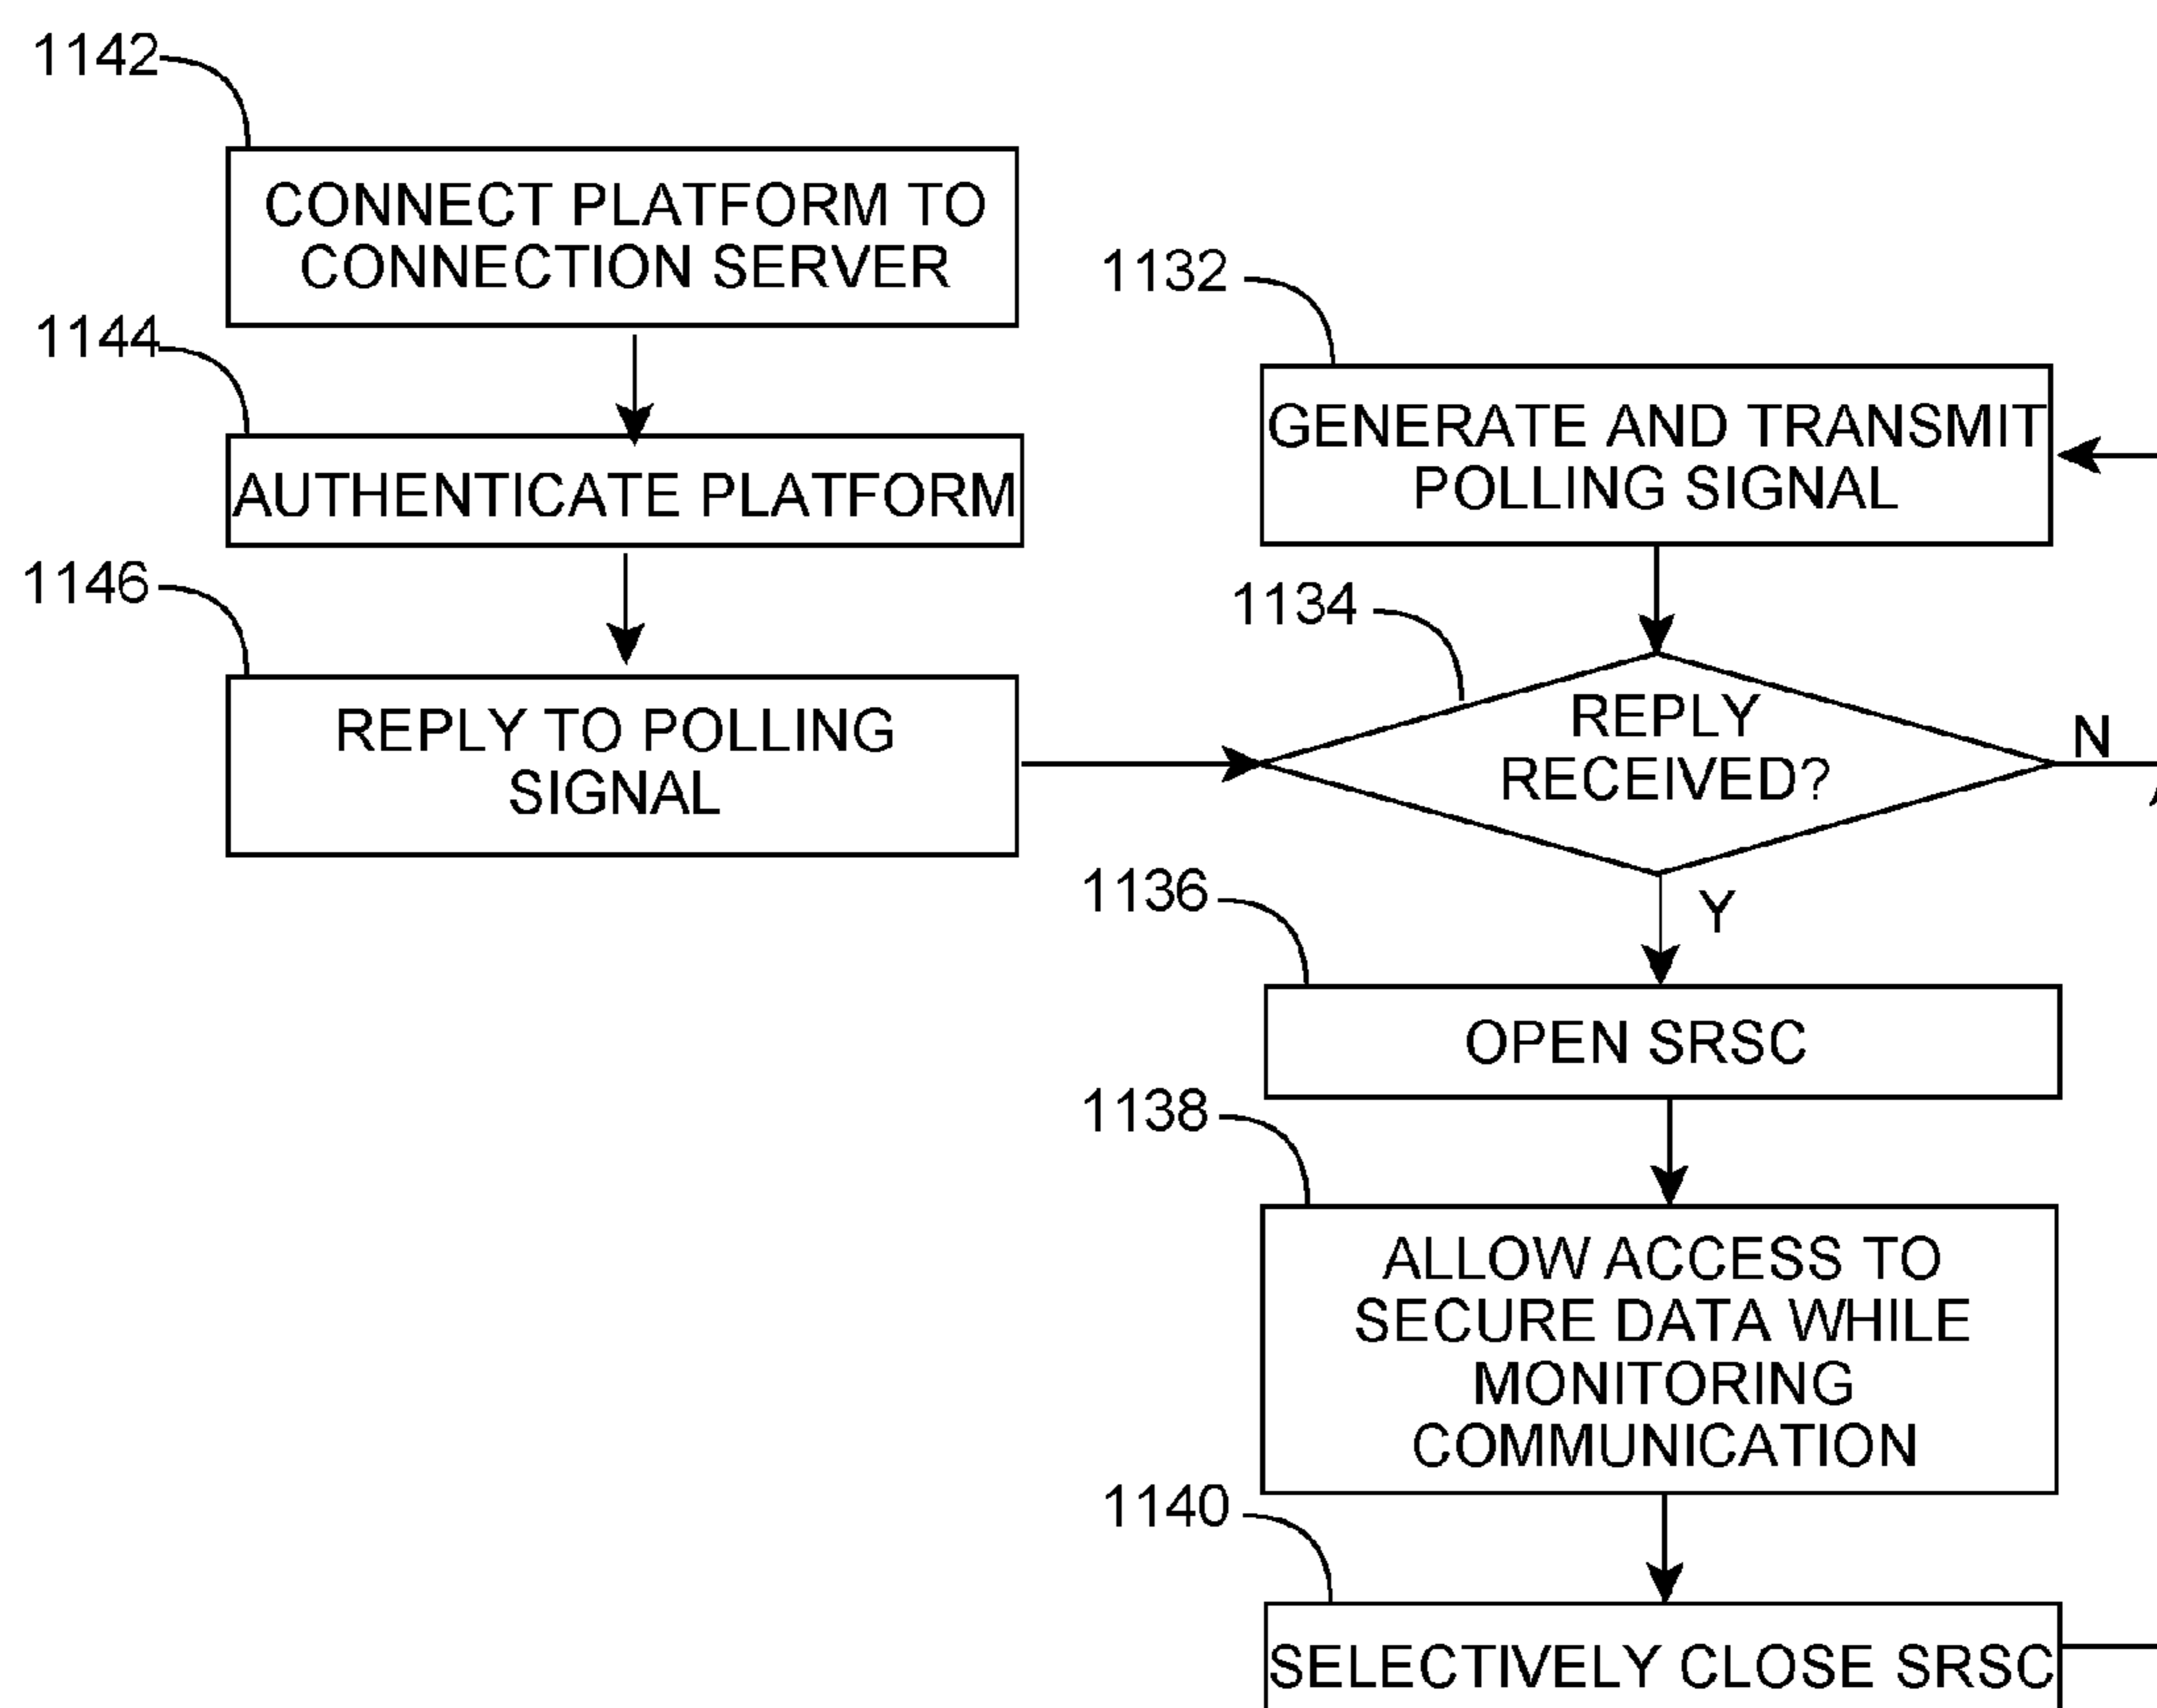 1142
CONNECT PLATFORM TO
CONNECTION SERVER
1144
AUTHENTICATE PLATFORM
1146
REPLY TO POLLING
SIGNAL
1132
GENERATE AND TRANSMIT
POLLING SIGNAL
1134
REPLY
RECEIVED?
N
Y
1136
OPEN SRSC
1138
ALLOW ACCESS TO
SECURE DATA WHILE
MONITORING
COMMUNICATION
1140
SELECTIVELY CLOSE SRSC